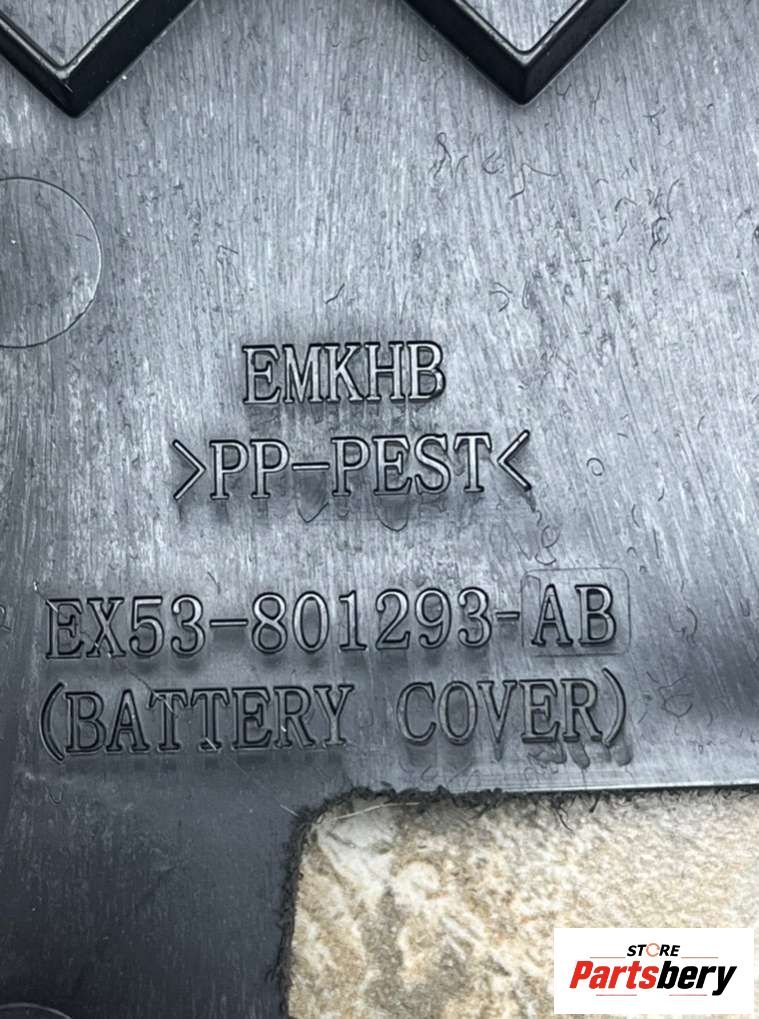 EMKHB
>PP-PEST<
EX53-801293-AB
(BATTERY COVER)
STORE
Partsbery